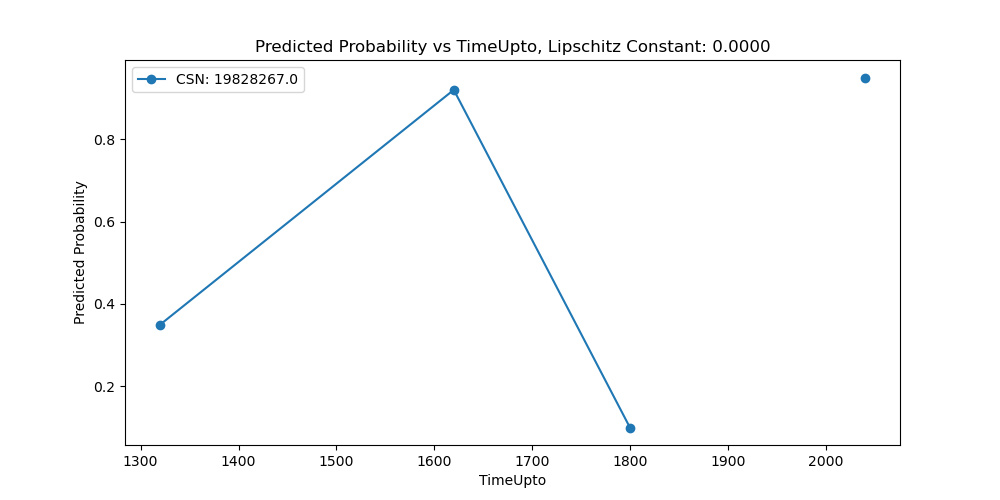 Predicted Probability vs TimeUpto, Lipschitz Constant: 0.0000
CSN: 19828267.0
Predicted Probability
0.8
0.6
0.4
0.2
1300 1400 1500 1600 1700 1800 1900 2000
TimeUpto